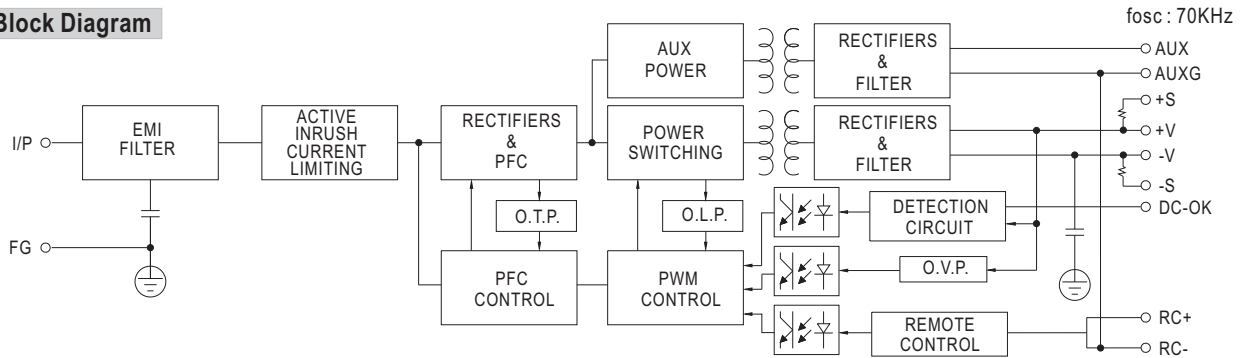 Block Diagram
fosc : 70KHz
AUX
POWER
RECTIFIERS
&
FILTER
AUX
AUXG
I/P
EMI
FILTER
ACTIVE
INRUSH
CURRENT
LIMITING
RECTIFIERS
&
PFC
POWER
SWITCHING
RECTIFIERS
&
FILTER
+S
+V
-V
-S
O.T.P.
O.L.P.
DETECTION
CIRCUIT
DC-OK
FG
PFC
CONTROL
PWM
CONTROL
O.V.P.
REMOTE
CONTROL
RC+
RC-